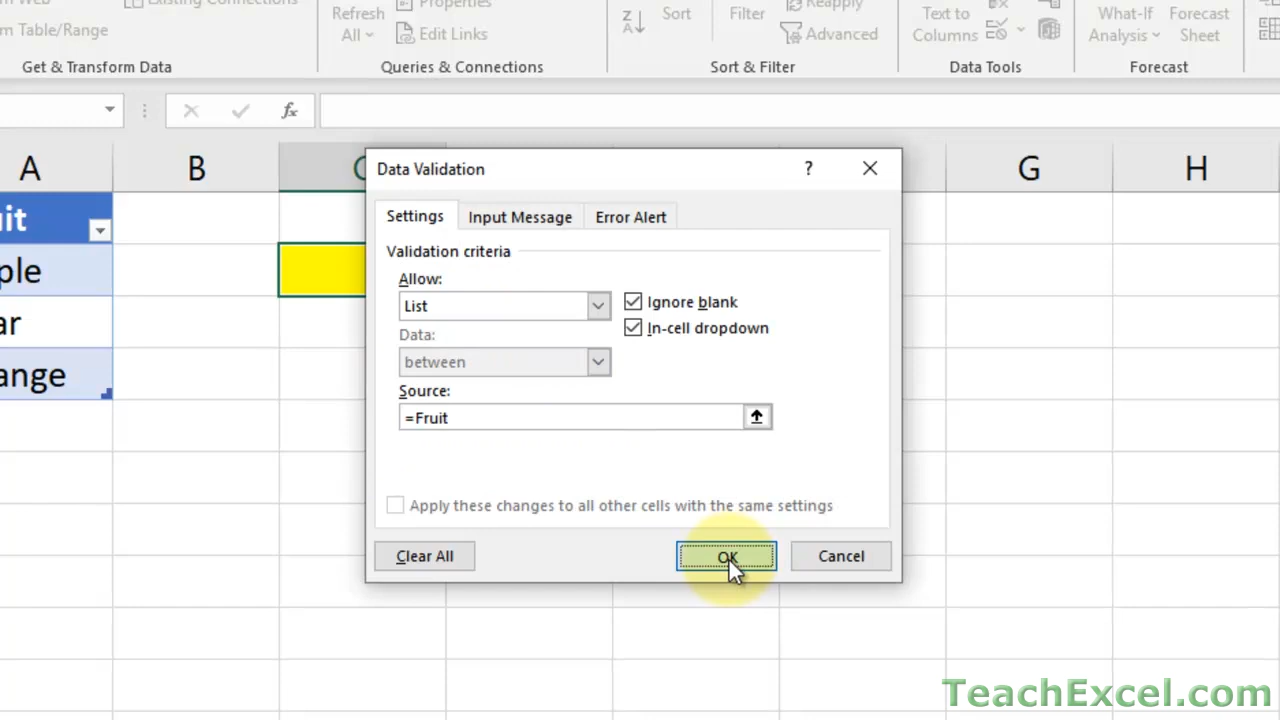 Existing Connections
Table/Range
Get & Transform Data
Refresh
All
Properties
Edit Links
Queries & Connections
Z
A
Sort
Filter
Reapply
Advanced
Sort & Filter
Text to
Columns
Data Tools
What-If
Analysis
Forecast
Sheet
Forecast
fx
A B C G H
uit
ple
ar
ange
Data Validation ?
Settings Input Message Error Alert
Validation criteria
Allow:
List
Ignore blank
In-cell dropdown
Data:
between
Source:
=Fruit
Apply these changes to all other cells with the same settings
Clear All OK Cancel
TeachExcel.com